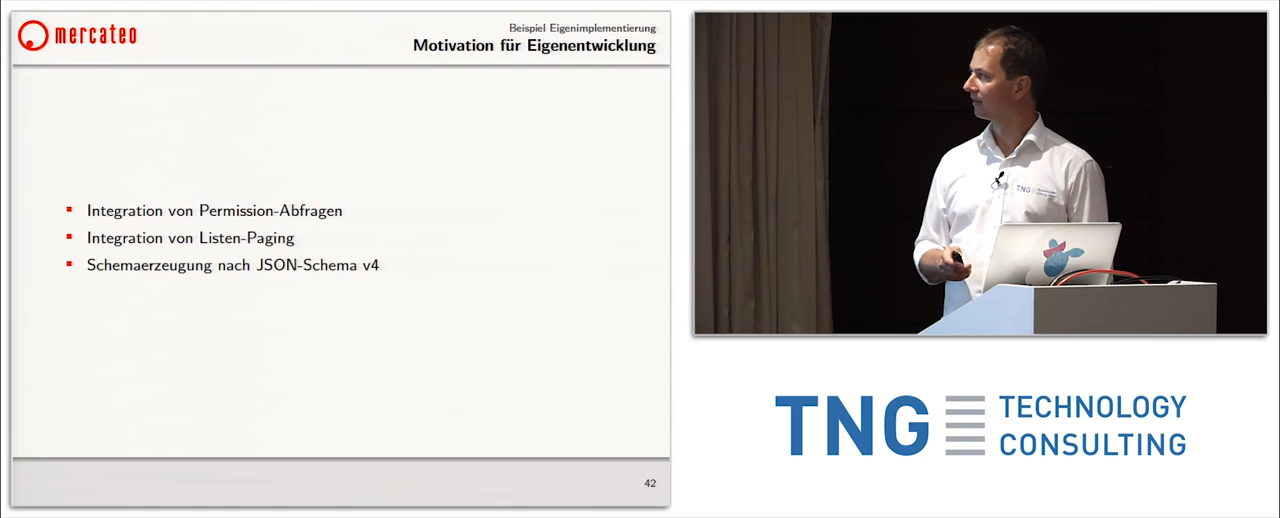 mercateo
Beispiel Eigenimplementierung
Motivation für Eigenentwicklung
Integration von Permission-Abfragen
Integration von Listen-Paging
Schemaerzeugung nach JSON-Schema v4
42
TNG
TNG TECHNOLOGY
CONSULTING